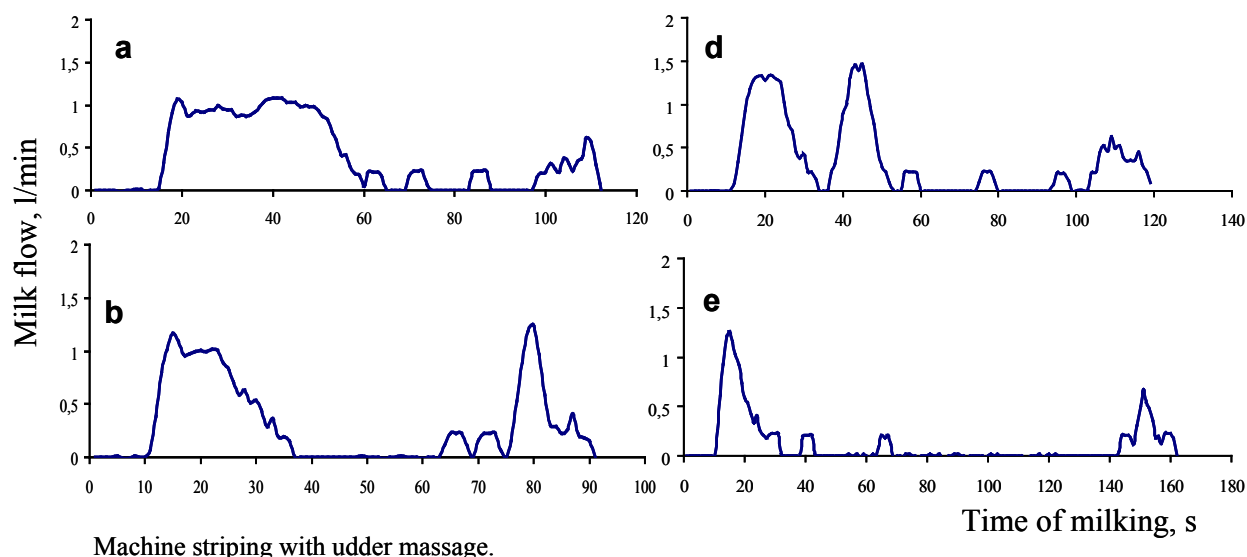 2
1,5
1
0,5
0
0 20 40 60 80 100 120
a
2
1,5
1
0,5
0
0 20 40 60 80 100 120 140
d
Milk flow, l/min
2
1,5
1
0,5
0
0 10 20 30 40 50 60 70 80 90 100
b
2
1,5
1
0,5
0
0 20 40 60 80 100 120 140 160 180
e
Time of milking, s
Machine striping with udder massage.